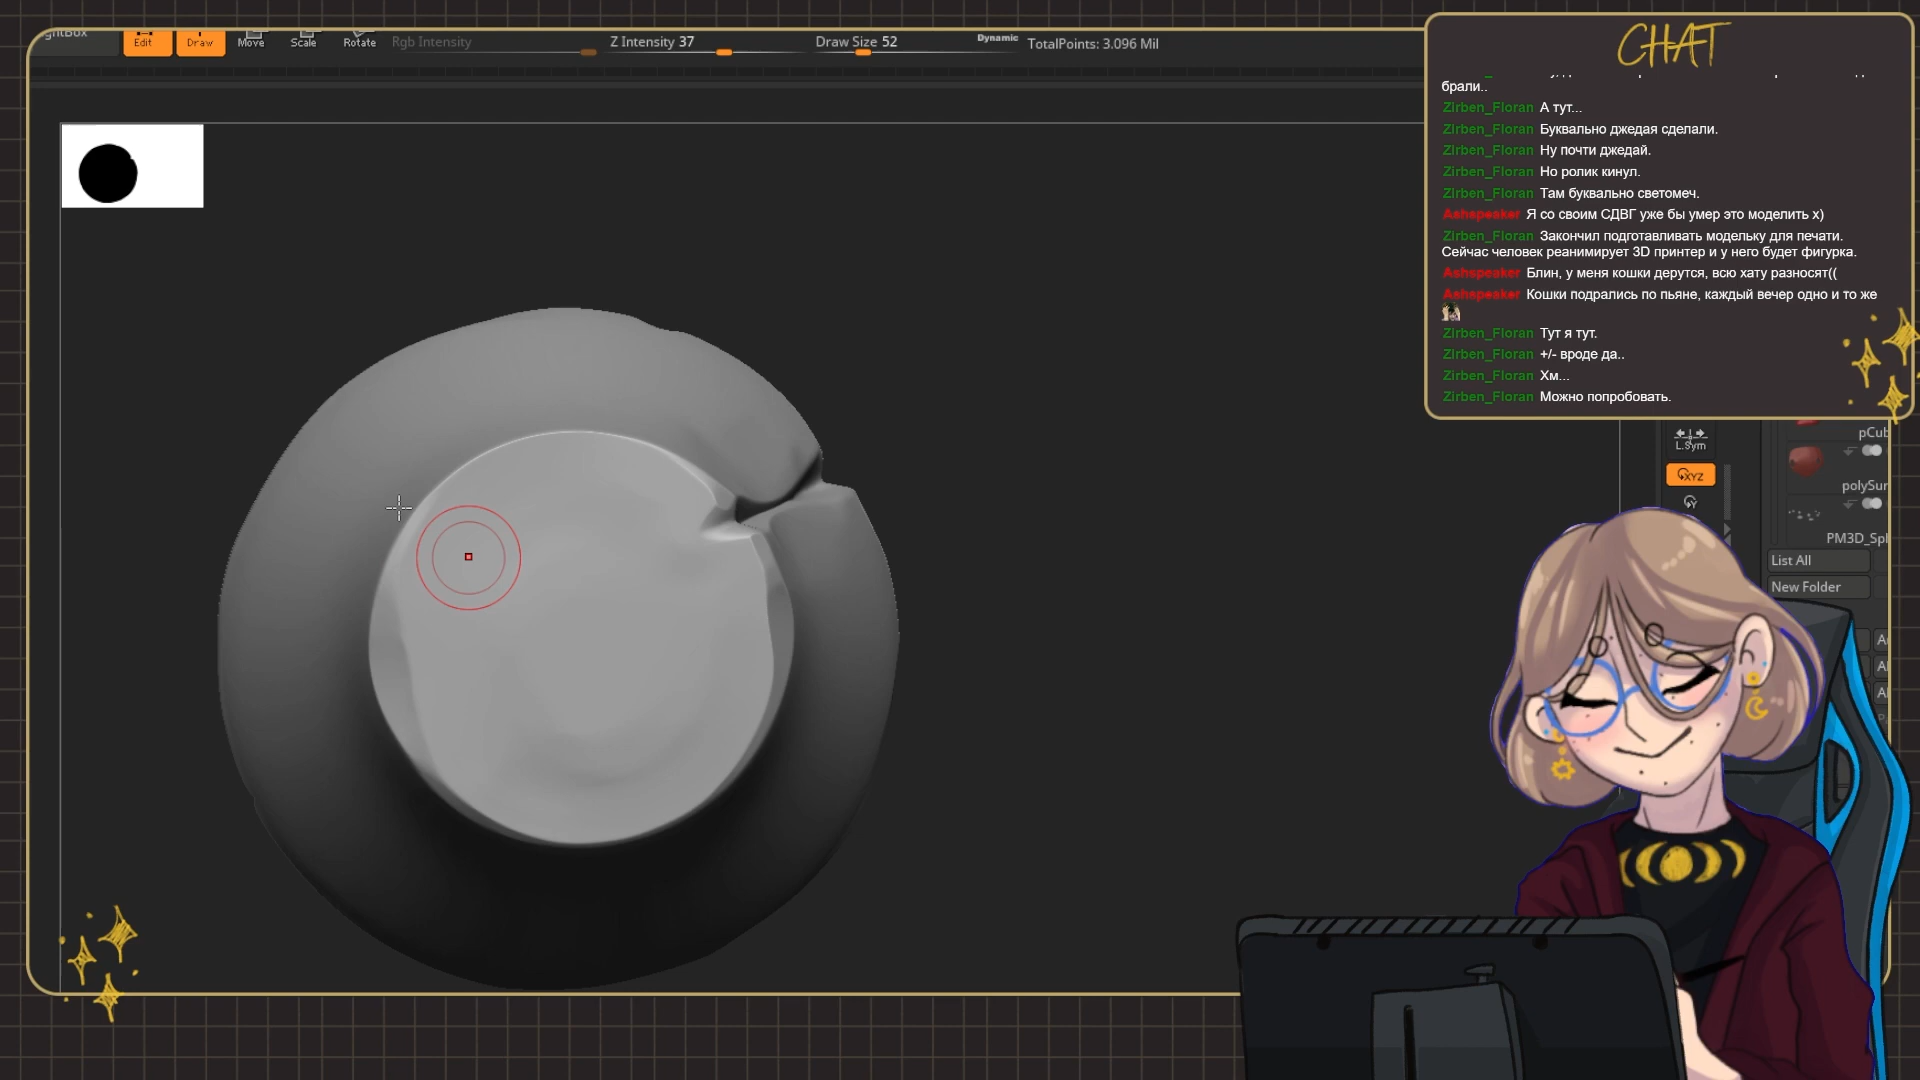 Edit
Draw
Move
Scale
Rotate
Rgb Intensity
Z Intensity 37
Draw Size 52
Dynamic
TotalPoints: 3.096 Mil
CHAT
брали..
Zirben_Floran А тут...
Zirben_Floran Буквально джедая сделали.
Zirben_Floran Ну почти джедай.
Zirben_Floran Но ролик кинул.
Zirben_Floran Там буквально светомеч.
Ashspeaker Я со своим СДВГ уже бы умер это моделить х)
Zirben_Floran Закончил подготавливать модельку для печати.
Сейчас человек реанимирует 3D принтер и у него будет фигурка.
Ashspeaker Блин, у меня кошки дерутся, всю хату разносят((
Ashspeaker Кошки подрались по пьяне, каждый вечер одно и то же
Zirben_Floran Тут я тут.
Zirben_Floran +/- вроде да..
Zirben_Floran Хм...
Zirben_Floran Можно попробовать.
L.Sym
XYZ
pCub
polySur
PM3D_Sph
List All
New Folder